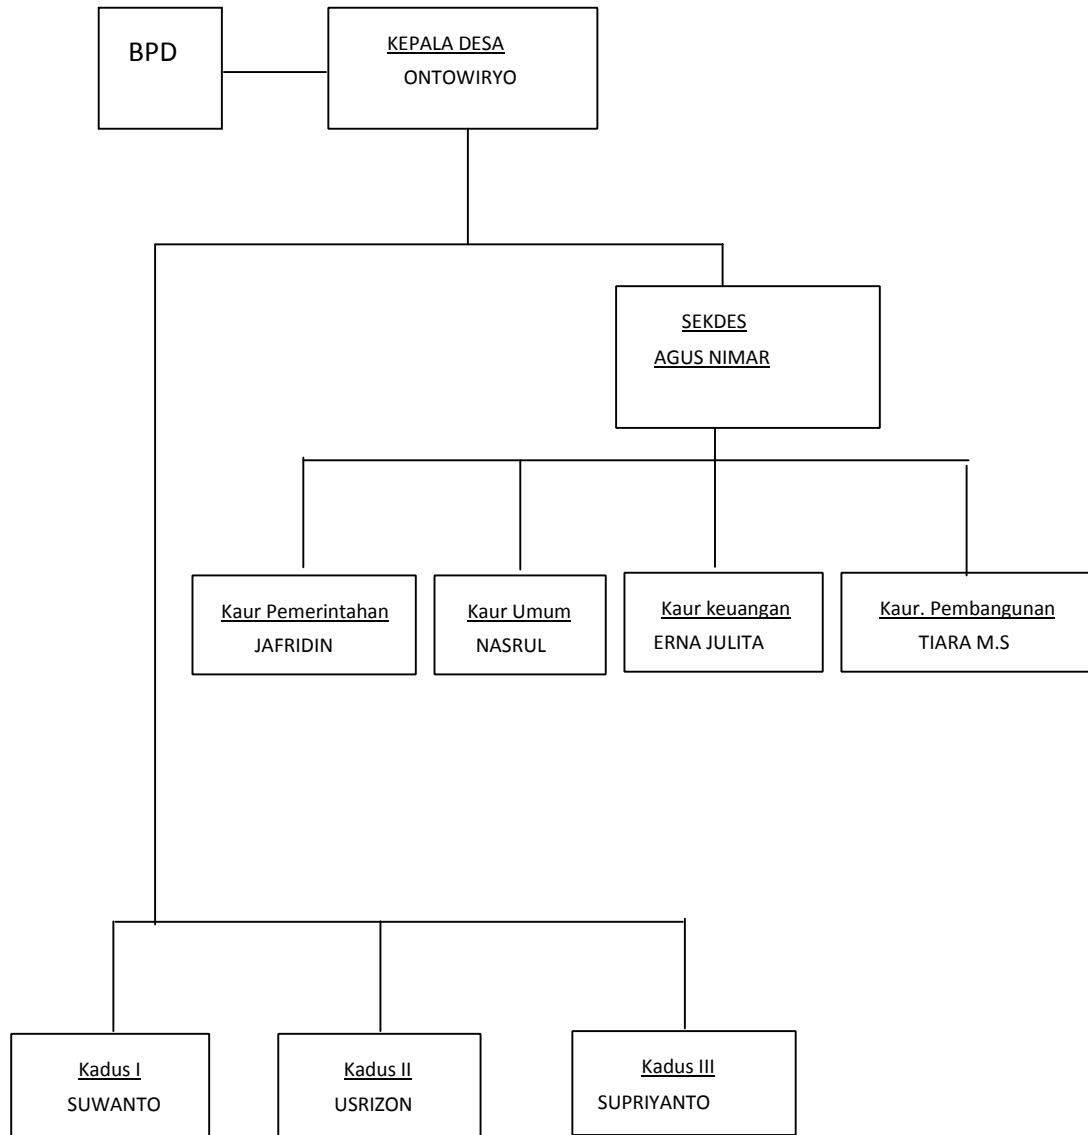 BPD
KEPALA DESA
ONTOWIRYO
SEKDES
AGUS NIMAR
Kaur Pemerintahan
JAFRIDIN
Kaur Umum
NASRUL
Kaur keuangan
ERNA JULITA
Kaur. Pembangunan
TIARA M.S
Kadus I
SUWANTO
Kadus II
USRIZON
Kadus III
SUPRIYANTO